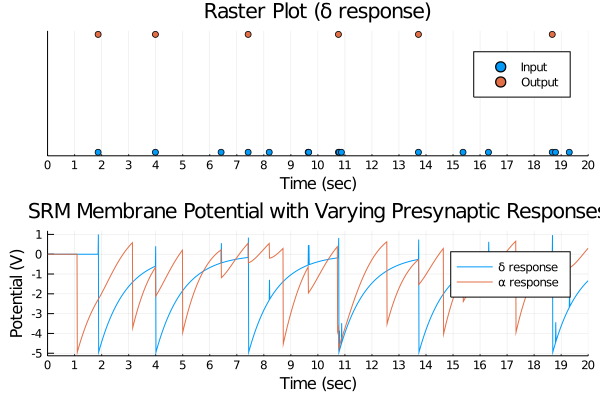 Raster Plot (δ response)
Input
Output
0 1 2 3 4 5 6 7 8 9 10 11 12 13 14 15 16 17 18 19 20
Time (sec)
SRM Membrane Potential with Varying Presynaptic Responses
Potential (V)
1
0
-1
-2
-3
-4
-5
δ response
α response
0 1 2 3 4 5 6 7 8 9 10 11 12 13 14 15 16 17 18 19 20
Time (sec)